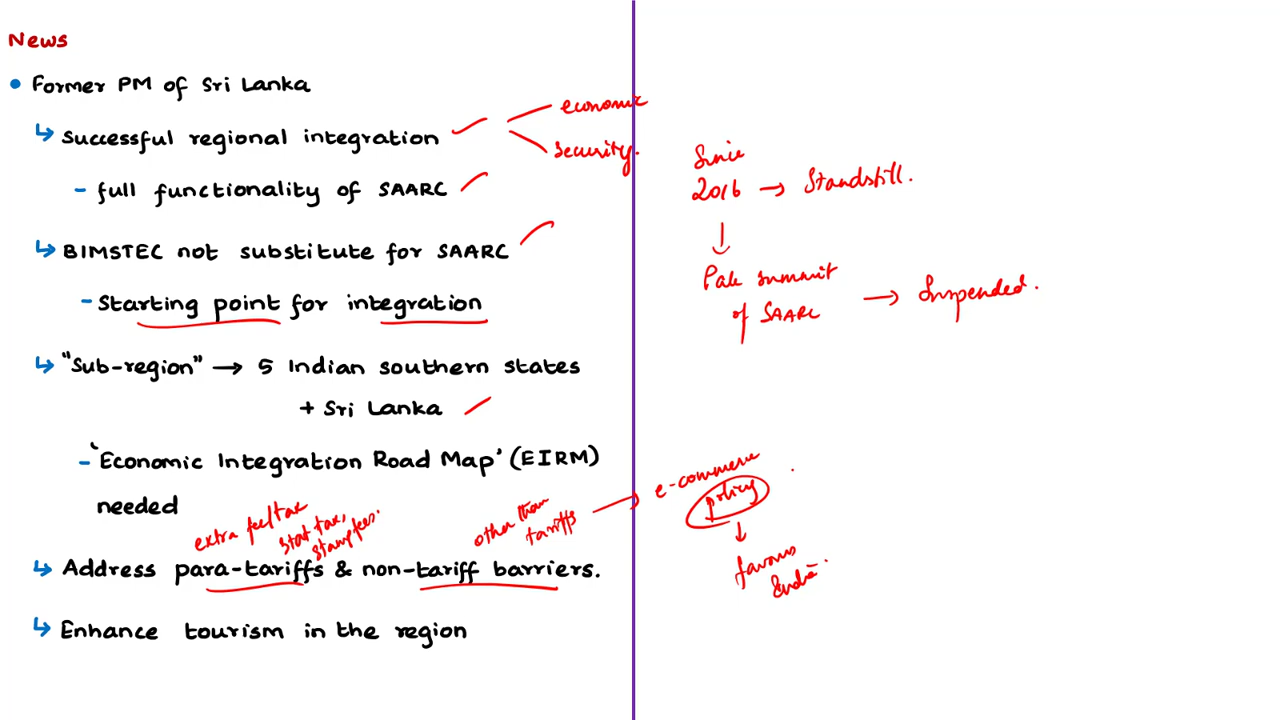 News
• Former PM of Sri Lanka
↳ Successful regional integration
economic
security.
- full functionality of SAARC
↳ BIMSTEC not substitute for SAARC
- Starting point for integration
↳ "Sub-region" → 5 Indian southern states
+ Sri Lanka
- 'Economic Integration Road Map' (EIRM)
needed
extra fee/tax
stat tax,
stamp fees.
other than
tariffs →
↳ Address para-tariffs & non-tariff barriers.
↳ Enhance tourism in the region
Since
2016 → Standstill.
↓
Pak summit
of SAARC → Suspended.
e-commerce
policy
↓
favours
India.